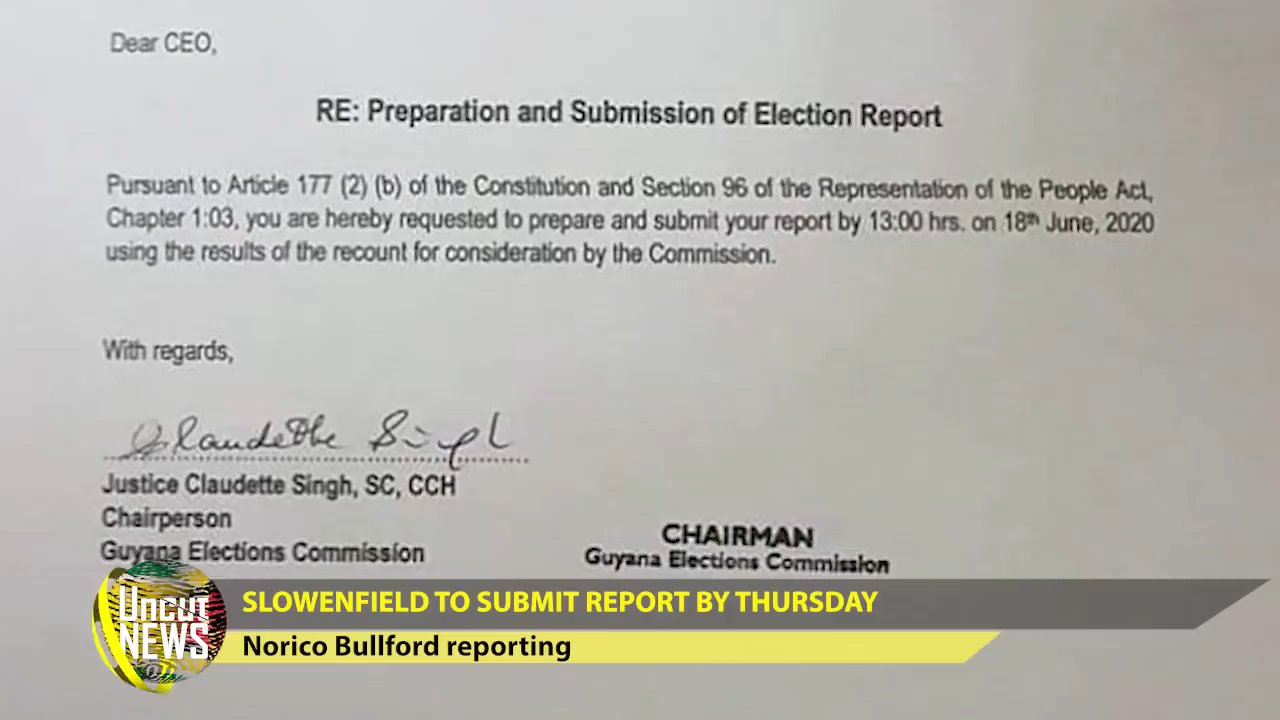 Dear CEO,
RE: Preparation and Submission of Election Report
Pursuant to Article 177 (2) (b) of the Constitution and Section 96 of the Representation of the People Act,
Chapter 1:03, you are hereby requested to prepare and submit your report by 13:00 hrs. on 18th June, 2020
using the results of the recount for consideration by the Commission.
With regards,
Claudette Singh
Justice Claudette Singh, SC, CCH
Chairperson
Guyana Elections Commission
CHAIRMAN
Guyana Elections Commission
Uncut
NEWS
SLOWENFIELD TO SUBMIT REPORT BY THURSDAY
Norico Bullford reporting